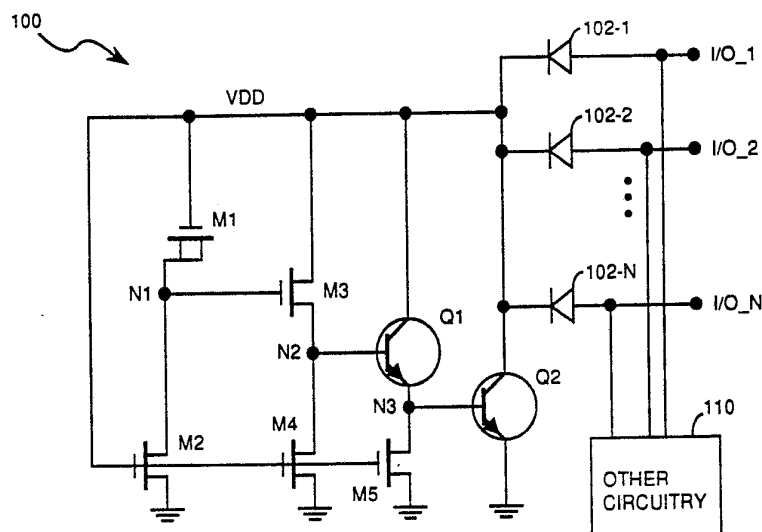 100
102-1
I/O_1
VDD
102-2
I/O_2
M1
102-N
N1
M3
I/O_N
Q1
N2
Q2
N3
110
M2
M4
M5
OTHER
CIRCUITRY